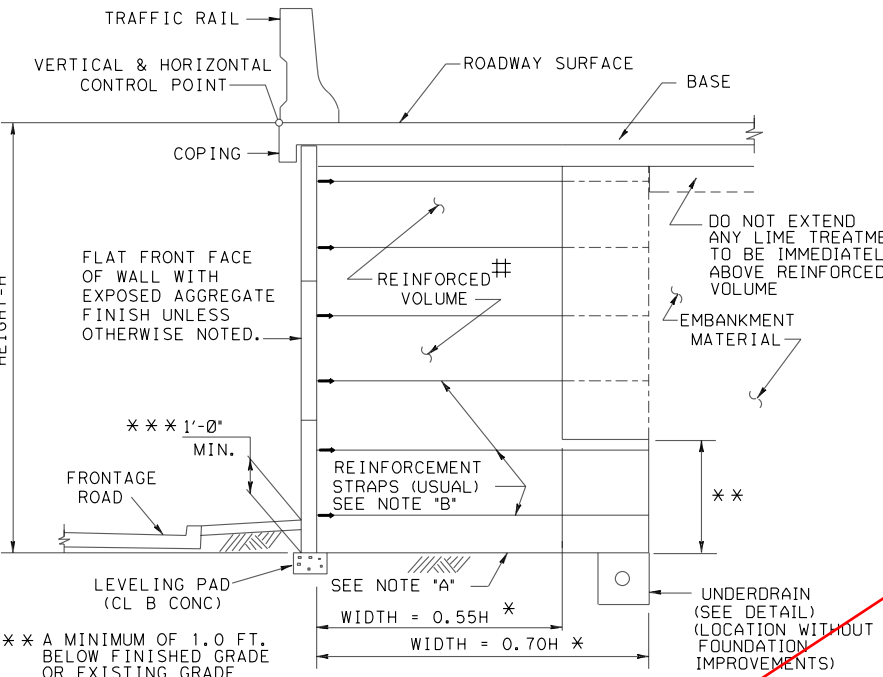 TRAFFIC RAIL
VERTICAL & HORIZONTAL
CONTROL POINT
ROADWAY SURFACE
BASE
COPING
FLAT FRONT FACE
OF WALL WITH
EXPOSED AGGREGATE
FINISH UNLESS
OTHERWISE NOTED.
HEIGHT-H
REINFORCED #
VOLUME
DO NOT EXTEND
ANY LIME TREATME
TO BE IMMEDIATEL
ABOVE REINFORCED
VOLUME
EMBANKMENT
MATERIAL
*** 1'-0"
MIN.
FRONTAGE
ROAD
REINFORCEMENT
STRAPS (USUAL)
SEE NOTE "B"
**
LEVELING PAD
(CL B CONC)
SEE NOTE "A"
WIDTH = 0.55H *
WIDTH = 0.70H *
UNDERDRAIN
(SEE DETAIL)
(LOCATION WITHOUT
FOUNDATION
IMPROVEMENTS)
** A MINIMUM OF 1.0 FT.
BELOW FINISHED GRADE
OR EXISTING GRADE